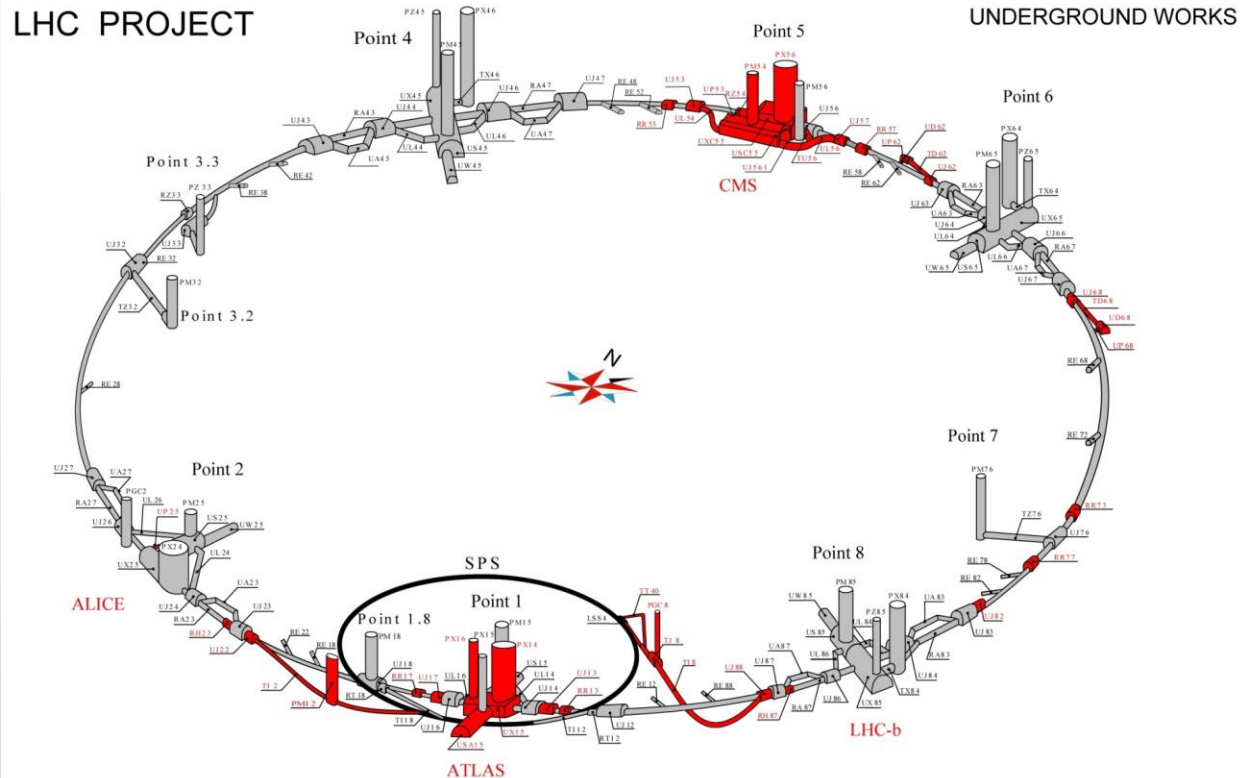 LHC PROJECT
UNDERGROUND WORKS
Point 4
PZ45
PX46
PM45
TX46
UX45
UJ46
RA47
UJ47
RE48
RE52
UJ43
RA43
UJ44
UA43
UL44
UL46
UA47
US45
UW45
Point 5
UJ53
UP53
RZ54
PM54
PX56
PM56
RR53
UL54
UXC55
USC55
UJ561
TU56
UL56
UJ56
UJ57
RR57
UP62
UD62
TD62
UJ62
RE58
RE62
CMS
Point 6
PX64
PM65
PZ65
TX64
UX65
RA63
UJ63
UA63
UJ64
UL64
UW65
US65
UL66
UJ66
RA67
UA67
UJ67
UJ68
TD68
UD68
UP68
RE68
RE72
Point 3.3
RZ33
PZ33
RE38
RE42
UJ33
UJ32
RE32
PM32
TZ32
Point 3.2
RE28
N
Point 7
PM76
TZ76
RR73
UJ76
RR77
RE78
RE82
Point 2
UJ27
UA27
PGC2
UL26
UP25
PM25
US25
UW25
RA27
UJ26
PX24
UX25
UL24
UA23
UJ24
RA23
UJ23
RH23
UJ22
RE22
RE18
TI2
PM12
ALICE
SPS
Point 1
Point 1.8
PM18
PX16
PX15
PM15
PX14
UJ18
RR17
UJ17
UL16
US15
UL14
UJ14
UJ13
RR13
RT18
TI18
UJ16
USA15
UX15
TI12
RT12
UJ12
ATLAS
TT40
LSS4
PGC8
TJ8
TI8
RE12
RE88
Point 8
PM85
UW85
PZ85
PX84
US85
UL84
UA83
UJ82
UJ83
RA83
UL86
UA87
UJ87
UJ88
RH87
RA87
UJ86
UX85
TX84
UJ84
LHC-b